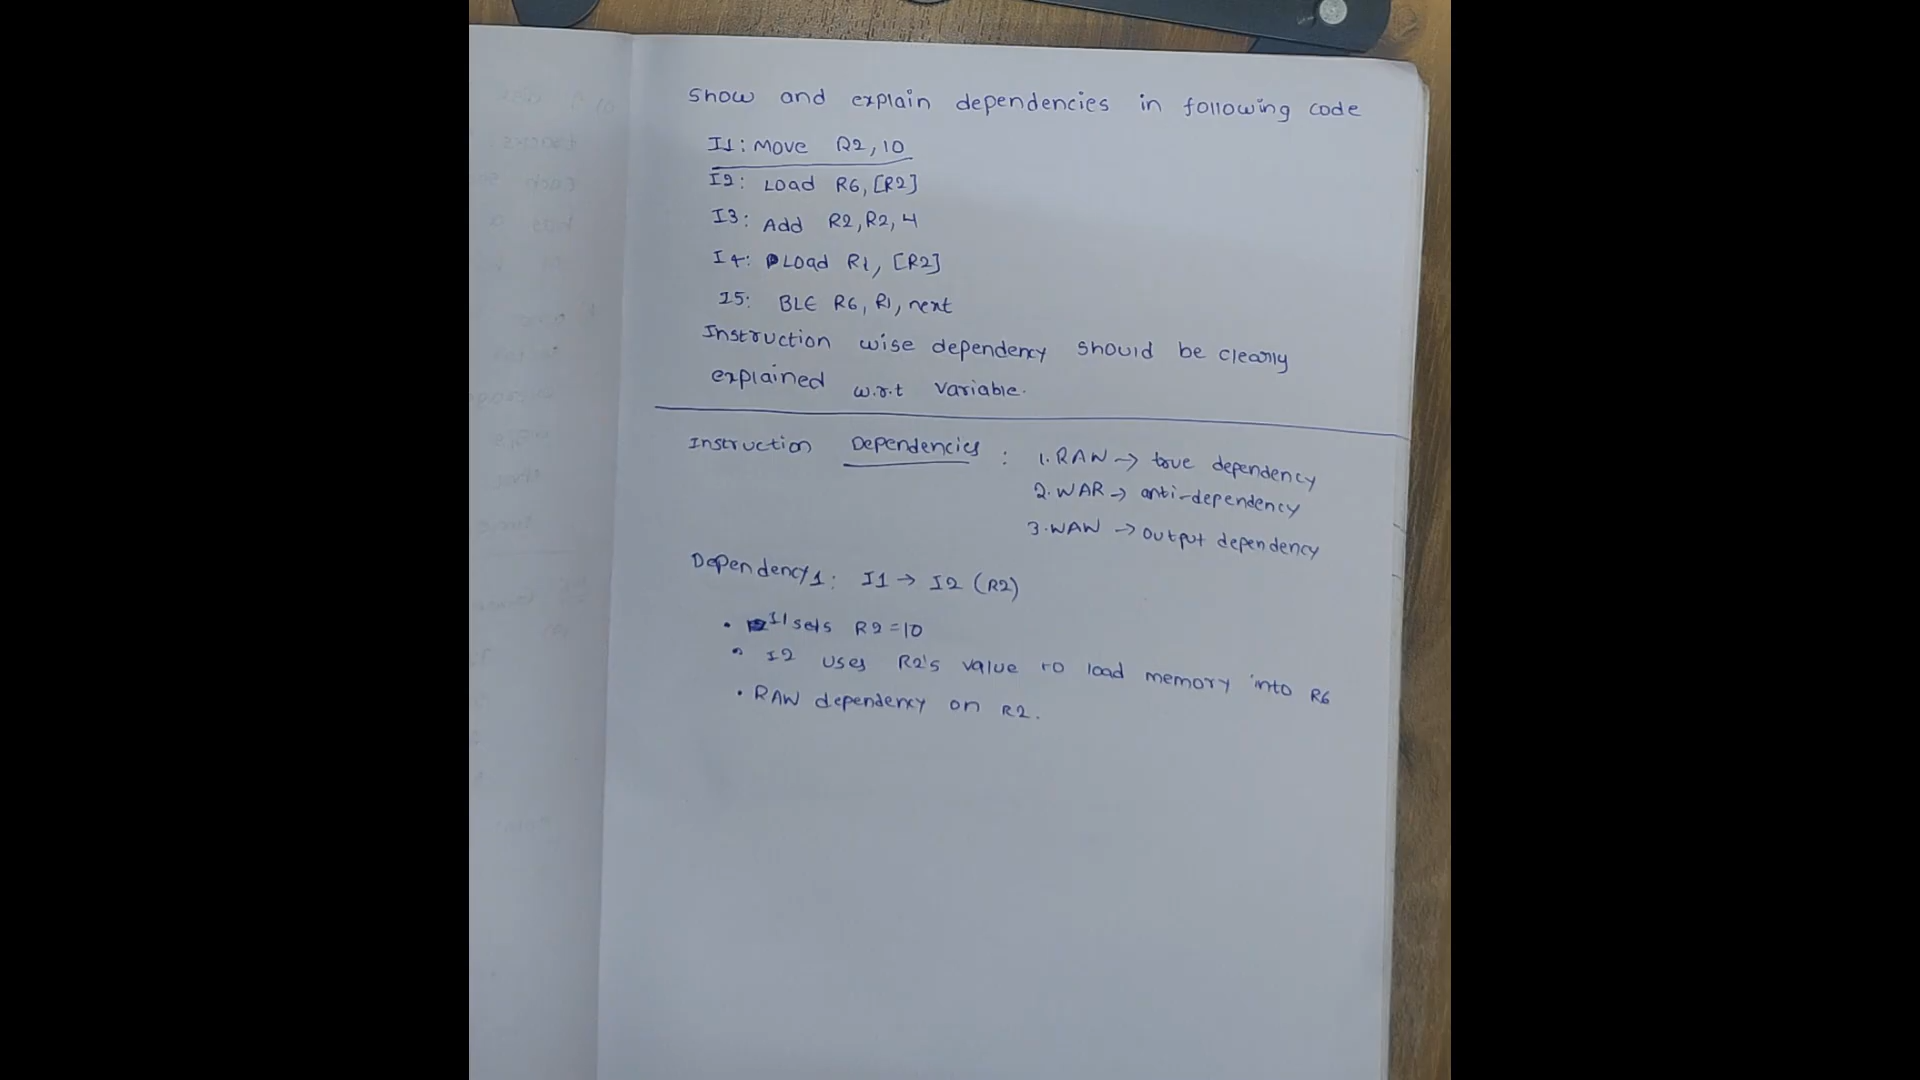 Show and explain dependencies in following code
I1: Move R2, 10
I2: Load R6, [R2]
I3: Add R2, R2, 4
I4: Load R1, [R2]
I5: BLE R6, R1, next
Instruction wise dependency should be clearly
explained w.r.t variable.
Instruction Dependencies : 1. RAW -> true dependency
2. WAR -> anti-dependency
3. WAW -> output dependency
Dependency 1: I1 -> I2 (R2)
• I1 sets R2 = 10
• I2 uses R2's value to load memory into R6
• RAW dependency on R2.